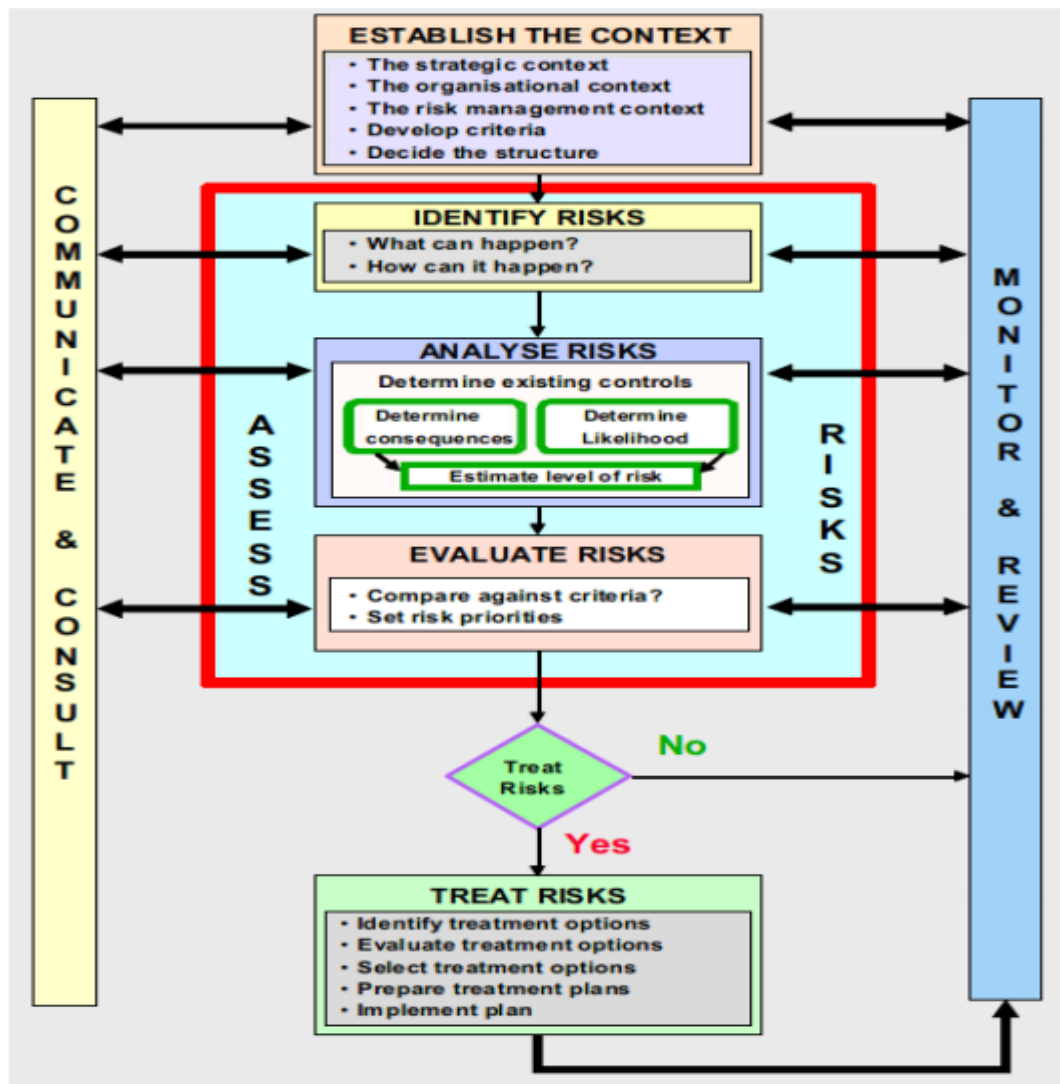 ESTABLISH THE CONTEXT
• The strategic context
• The organisational context
• The risk management context
• Develop criteria
• Decide the structure
COMMUNICATE & CONSULT
MONITOR & REVIEW
ASSESS
RISKS
IDENTIFY RISKS
• What can happen?
• How can it happen?
ANALYSE RISKS
Determine existing controls
Determine
consequences
Determine
Likelihood
Estimate level of risk
EVALUATE RISKS
• Compare against criteria?
• Set risk priorities
Treat
Risks
No
Yes
TREAT RISKS
• Identify treatment options
• Evaluate treatment options
• Select treatment options
• Prepare treatment plans
• Implement plan